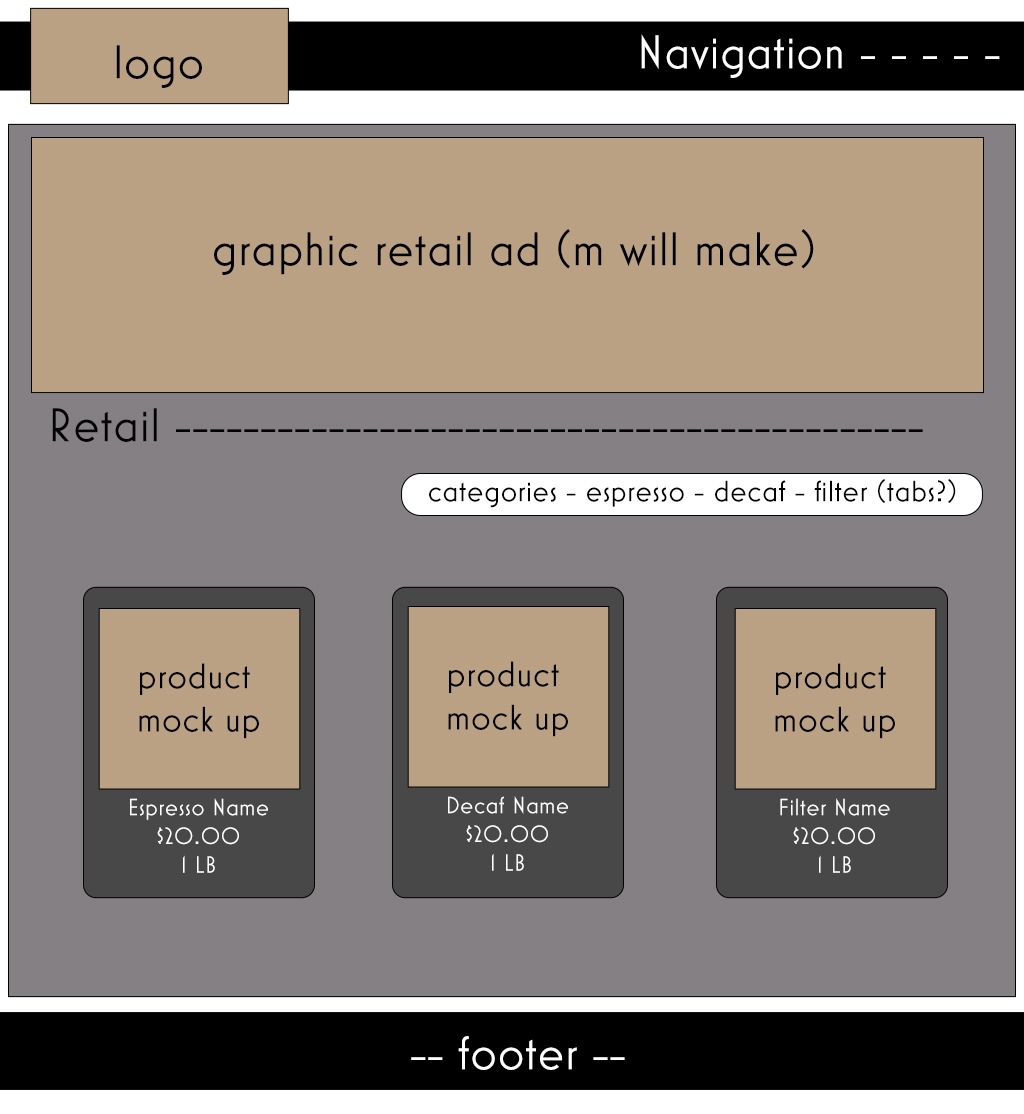 logo
Navigation - - - - -
graphic retail ad (m will make)
Retail --------------------------------------------
categories - espresso - decaf - filter (tabs?)
product
mock up
Espresso Name
$20.00
1 LB
product
mock up
Decaf Name
$20.00
1 LB
product
mock up
Filter Name
$20.00
1 LB
-- footer --